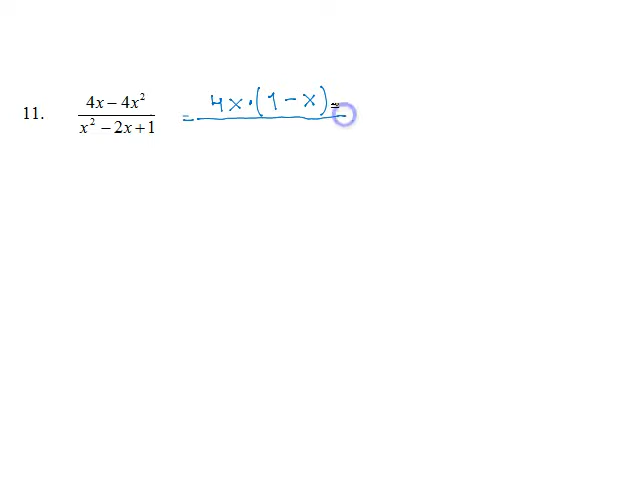 11. (4x − 4x²)/(x² − 2x + 1) = 4x·(1 − x)